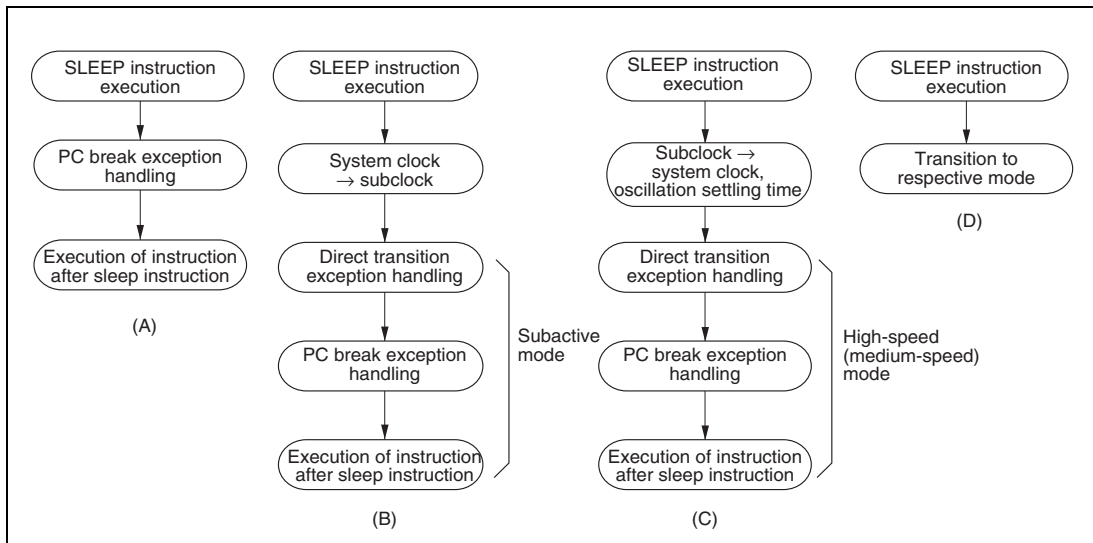 SLEEP instruction
execution
PC break exception
handling
Execution of instruction
after sleep instruction
(A)
SLEEP instruction
execution
System clock
→ subclock
Direct transition
exception handling
PC break exception
handling
Execution of instruction
after sleep instruction
Subactive
mode
(B)
SLEEP instruction
execution
Subclock →
system clock,
oscillation settling time
Direct transition
exception handling
PC break exception
handling
Execution of instruction
after sleep instruction
High-speed
(medium-speed)
mode
(C)
SLEEP instruction
execution
Transition to
respective mode
(D)